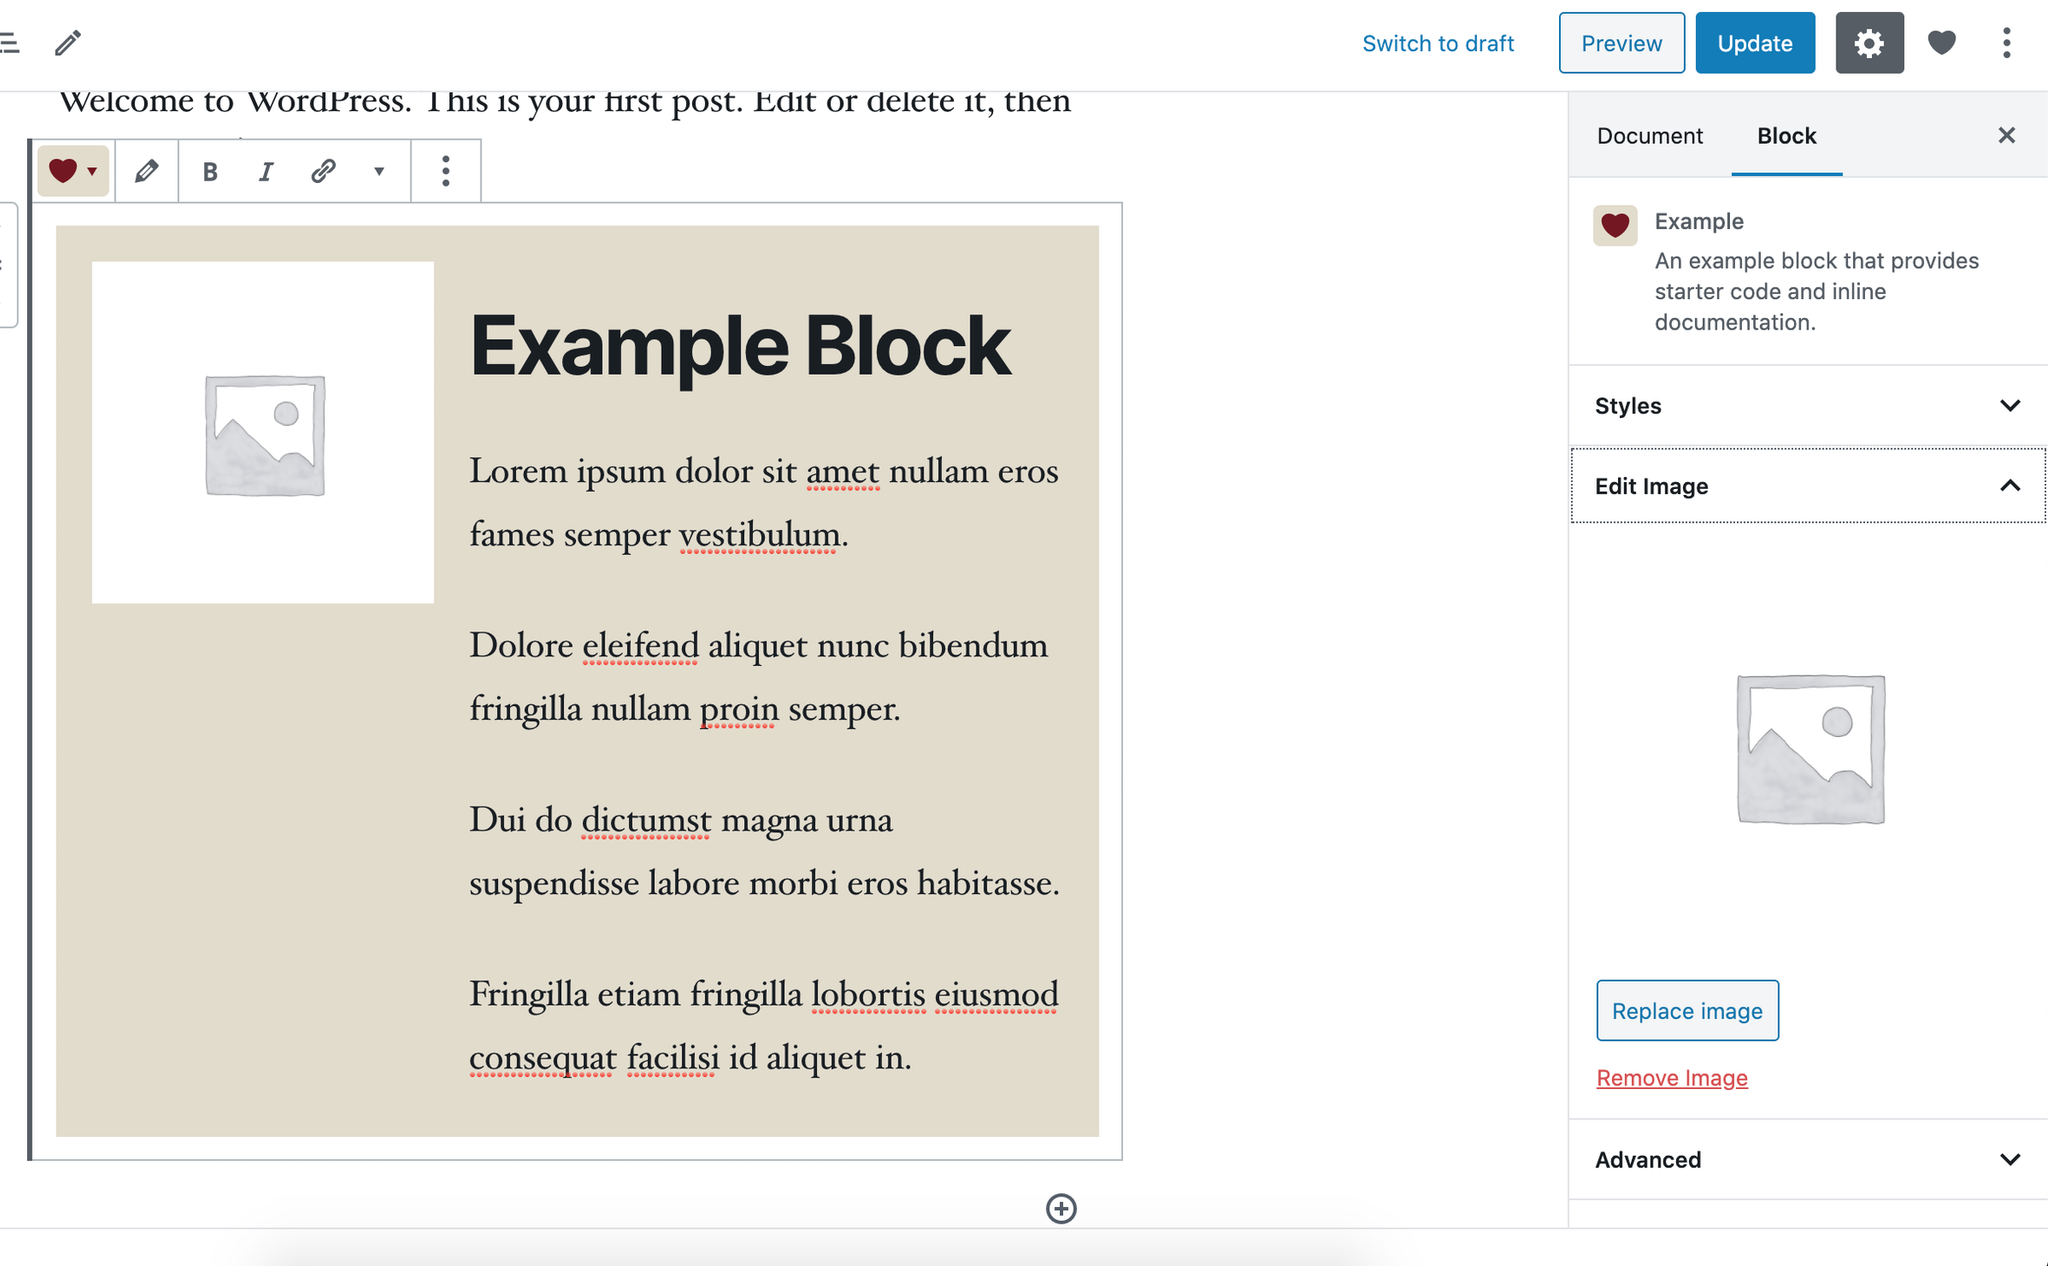 Switch to draft
Preview
Update
Welcome to WordPress. This is your first post. Edit or delete it, then
B I
Example Block
Lorem ipsum dolor sit amet nullam eros
fames semper vestibulum.
Dolore eleifend aliquet nunc bibendum
fringilla nullam proin semper.
Dui do dictumst magna urna
suspendisse labore morbi eros habitasse.
Fringilla etiam fringilla lobortis eiusmod
consequat facilisi id aliquet in.
Document
Block
Example
An example block that provides
starter code and inline
documentation.
Styles
Edit Image
Replace image
Remove Image
Advanced